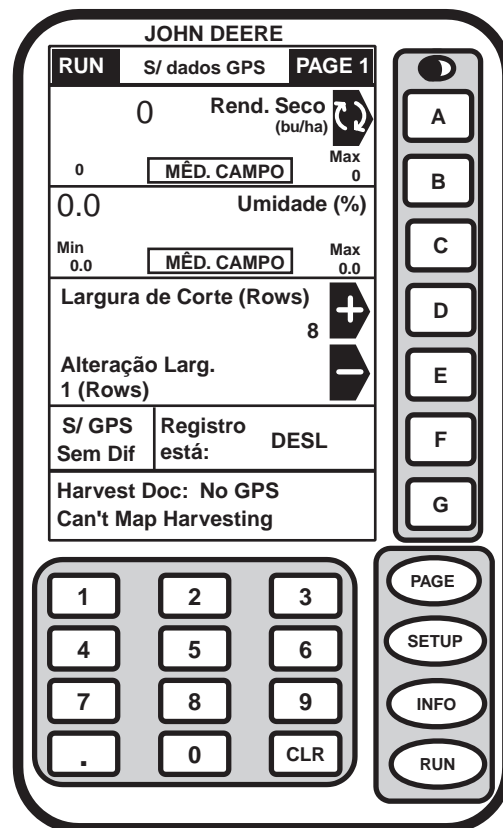 JOHN DEERE
RUN S/ dados GPS PAGE 1
0 Rend. Seco
(bu/ha)
Max
0 MÊD. CAMPO 0
0.0 Umidade (%)
Min Max
0.0 MÊD. CAMPO 0.0
Largura de Corte (Rows)
8
+
Alteração Larg.
1 (Rows)
−
S/ GPS Registro
Sem Dif está: DESL
Harvest Doc: No GPS
Can't Map Harvesting
A
B
C
D
E
F
G
1 2 3
4 5 6
7 8 9
. 0 CLR
PAGE
SETUP
INFO
RUN